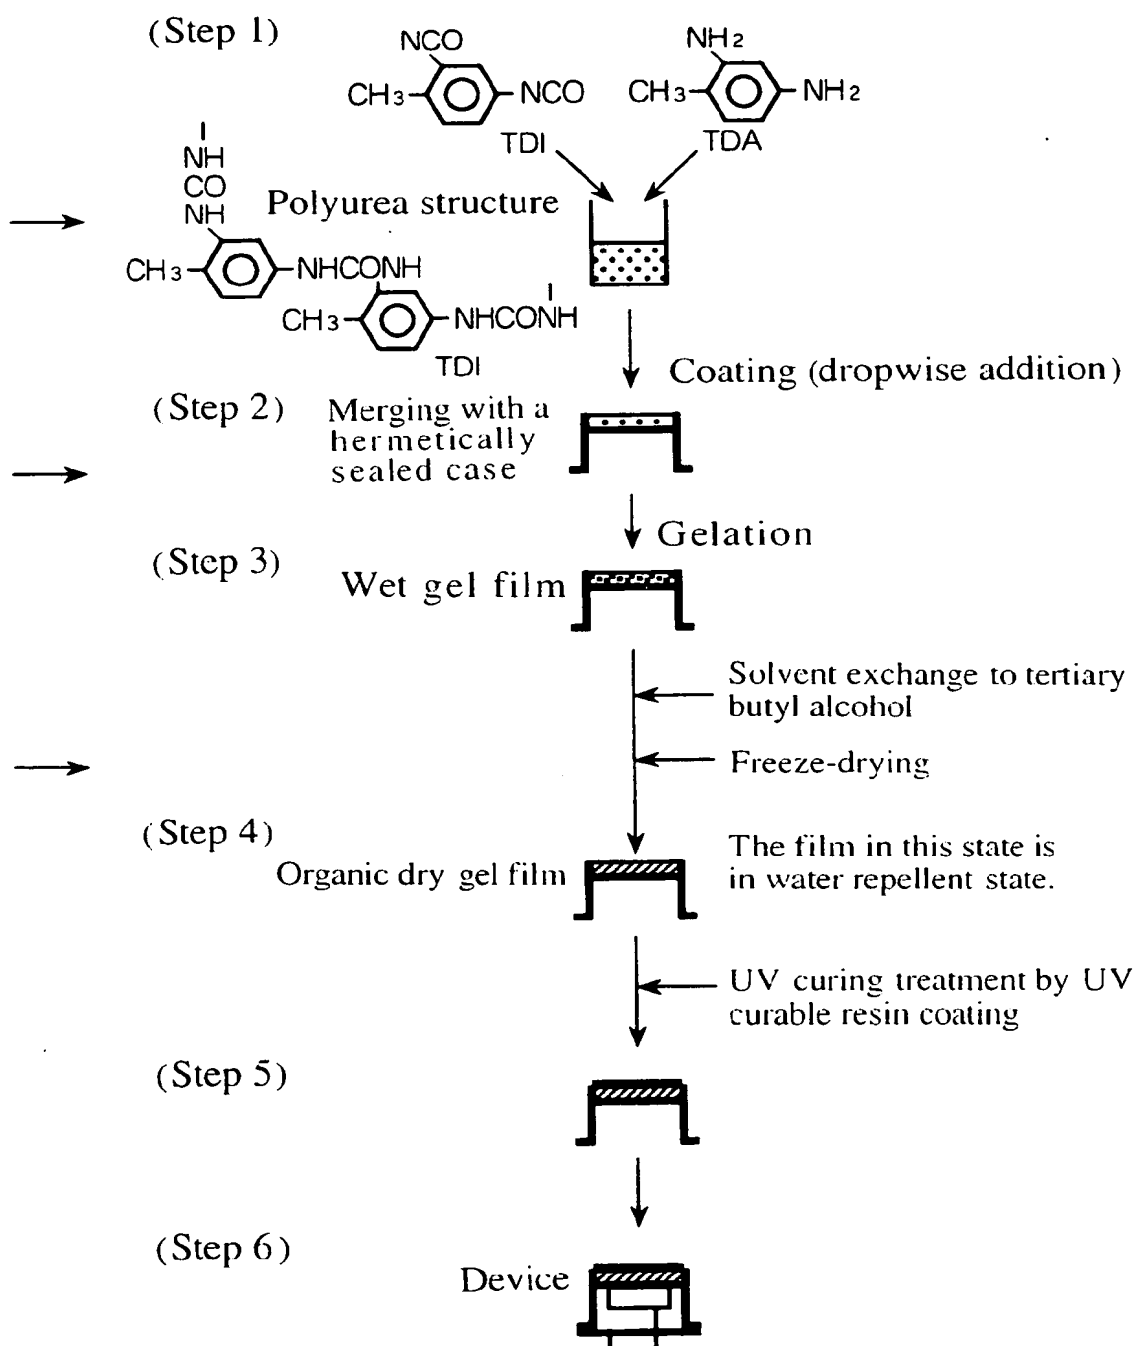 (Step 1)
NCO
CH3
NCO
TDI
NH2
CH3
NH2
TDA
NH
CO
NH
Polyurea structure
CH3
NHCONH
CH3
NHCONH
TDI
Coating (dropwise addition)
(Step 2)
Merging with a
hermetically
sealed case
Gelation
(Step 3)
Wet gel film
Solvent exchange to tertiary
butyl alcohol
Freeze-drying
(Step 4)
Organic dry gel film
The film in this state is
in water repellent state.
UV curing treatment by UV
curable resin coating
(Step 5)
(Step 6)
Device